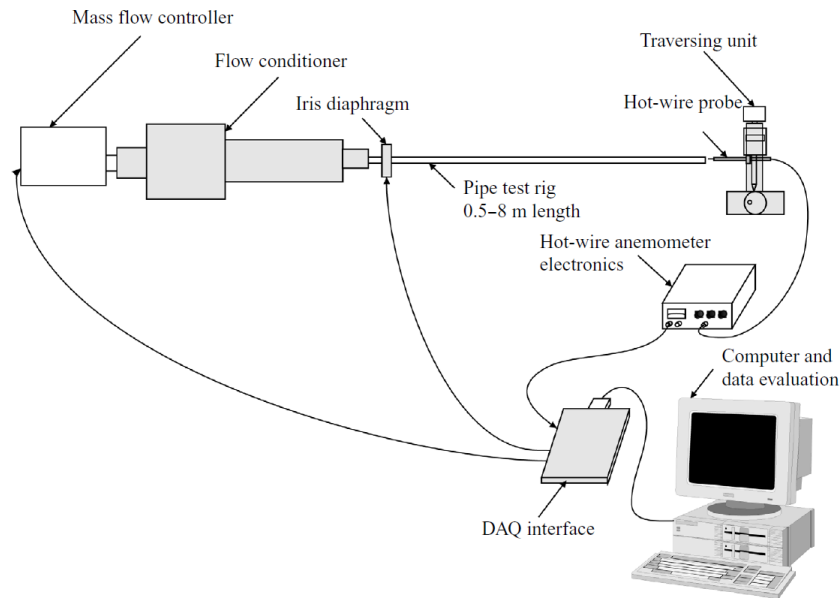 Mass flow controller
Flow conditioner
Iris diaphragm
Traversing unit
Hot-wire probe
Pipe test rig
0.5–8 m length
Hot-wire anemometer
electronics
Computer and
data evaluation
DAQ interface